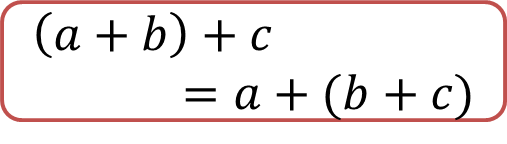 (a + b) + c
= a + (b + c)